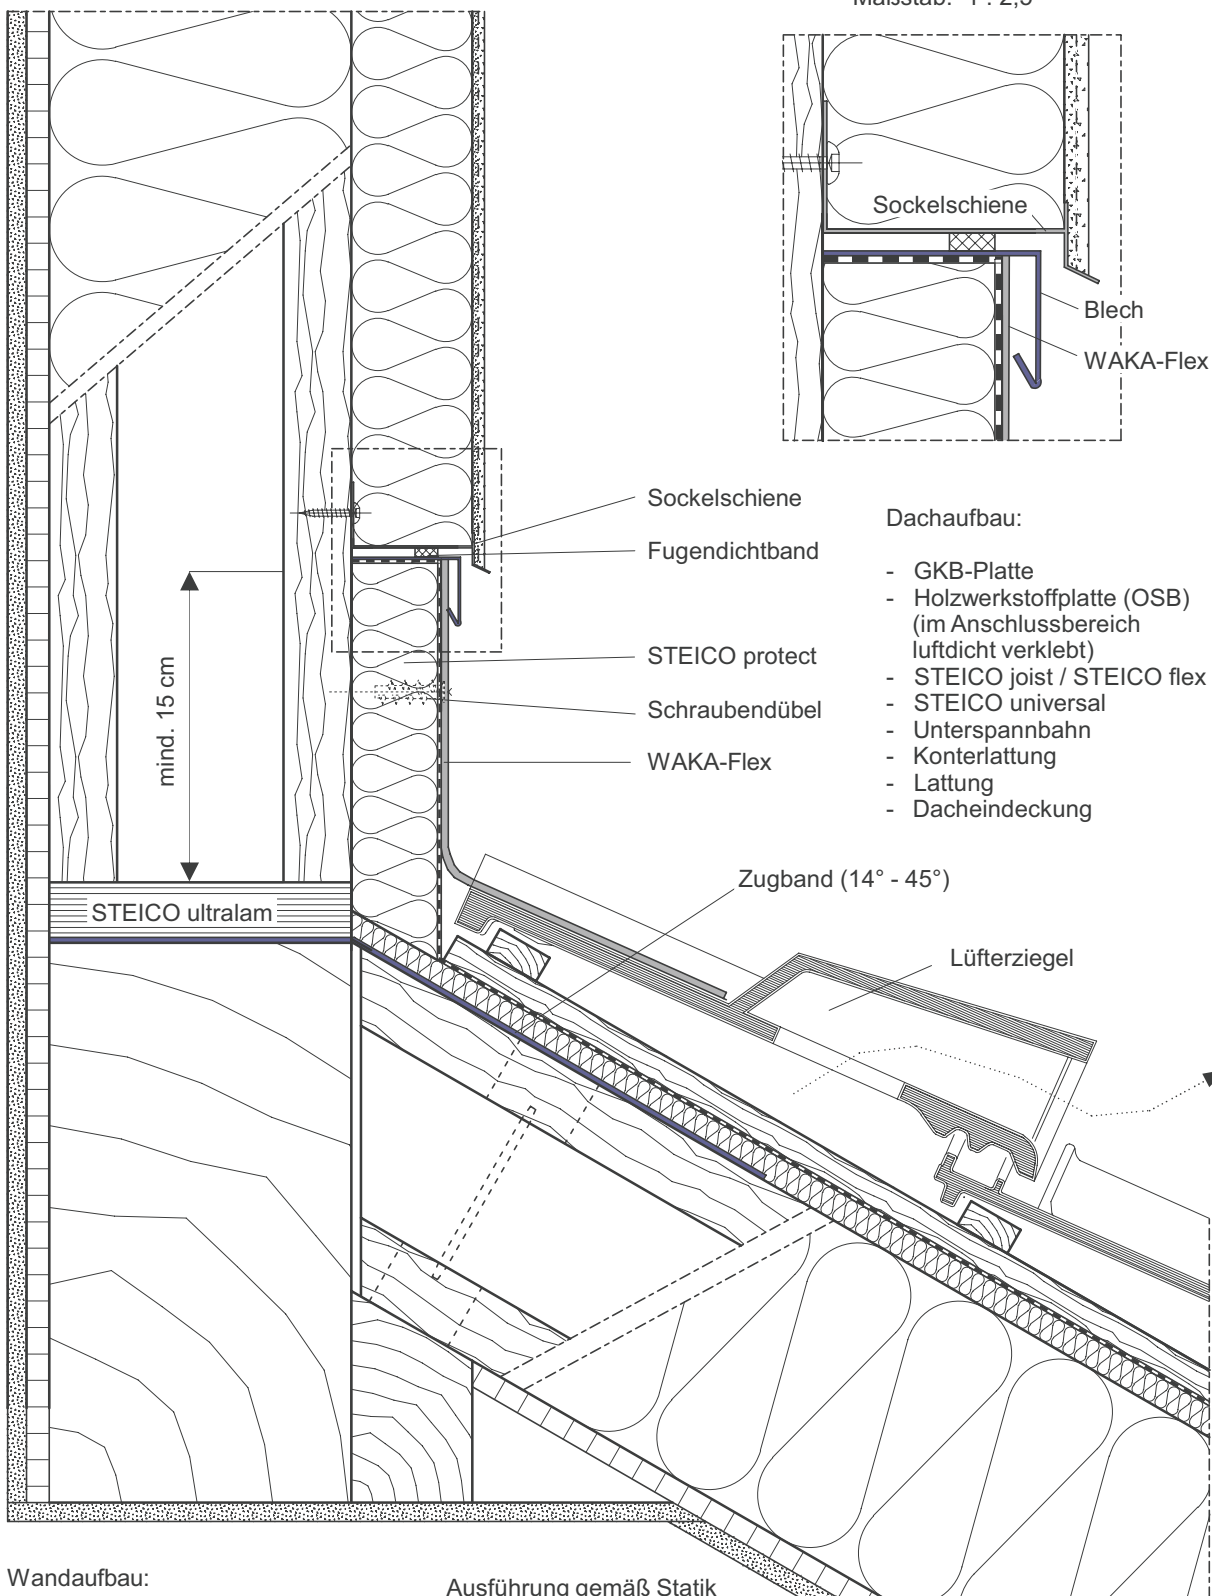 Maßstab: 1 : 2,5
Sockelschiene
Blech
WAKA-Flex
Sockelschiene
Fugendichtband
STEICO protect
Schraubendübel
WAKA-Flex
mind. 15 cm
Dachaufbau:
- GKB-Platte
- Holzwerkstoffplatte (OSB)
(im Anschlussbereich
luftdicht verklebt)
- STEICO joist / STEICO flex
- STEICO universal
- Unterspannbahn
- Konterlattung
- Lattung
- Dacheindeckung
Zugband (14° - 45°)
STEICO ultralam
Lüfterziegel
Wandaufbau:
Ausführung gemäß Statik